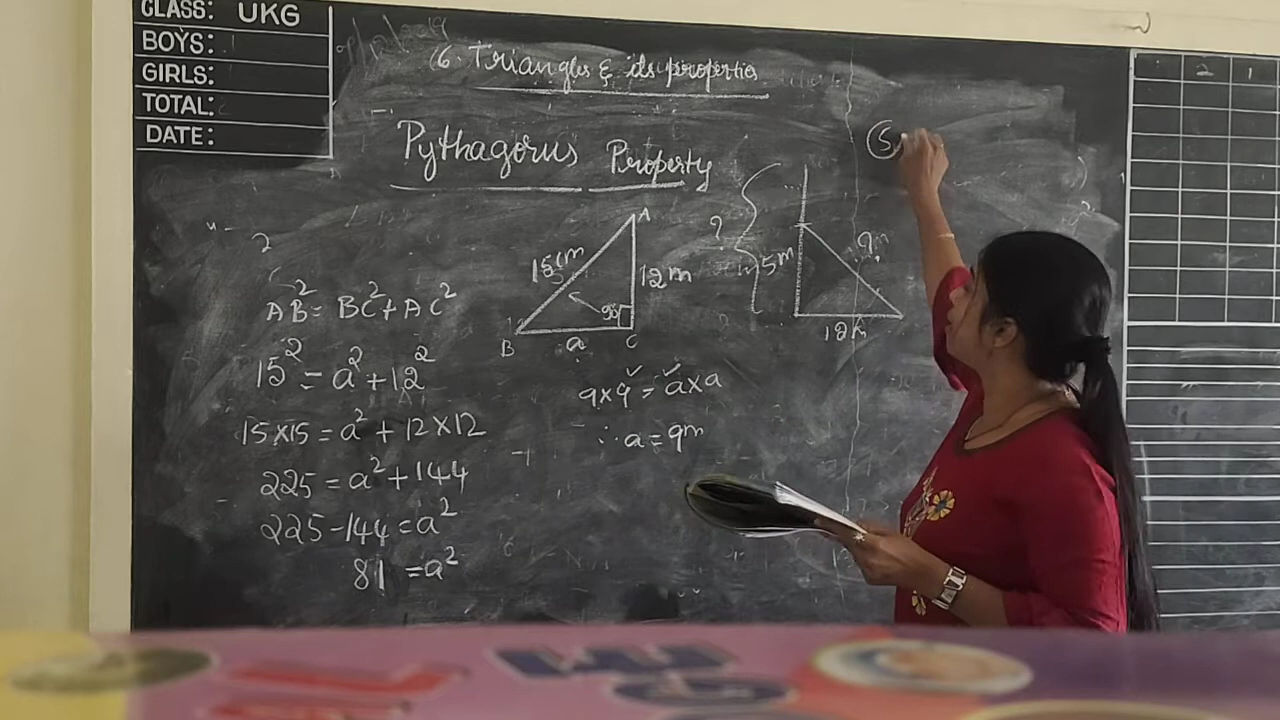 CLASS: UKG
BOYS:
GIRLS:
TOTAL:
DATE:
6. Triangles & its properties
Pythagorus Property
AB² = BC² + AC²
15² = a² + 12²
15 × 15 = a² + 12 × 12
225 = a² + 144
225 - 144 = a²
81 = a²
A
15m
12m
90°
B
a
C
9 × 9 = a × a
∴ a = 9m
?
5m
?
12m
5
2
1